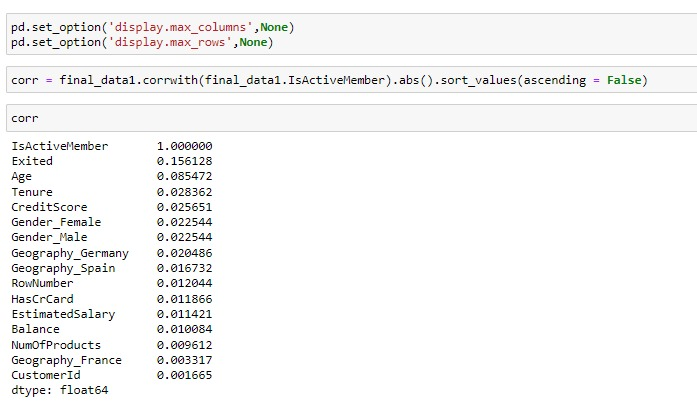 pd.set_option('display.max_columns',None)
pd.set_option('display.max_rows',None)
corr = final_data1.corrwith(final_data1.IsActiveMember).abs().sort_values(ascending = False)
corr
IsActiveMember 1.000000
Exited 0.156128
Age 0.085472
Tenure 0.028362
CreditScore 0.025651
Gender_Female 0.022544
Gender_Male 0.022544
Geography_Germany 0.020486
Geography_Spain 0.016732
RowNumber 0.012044
HasCrCard 0.011866
EstimatedSalary 0.011421
Balance 0.010084
NumOfProducts 0.009612
Geography_France 0.003317
CustomerId 0.001665
dtype: float64